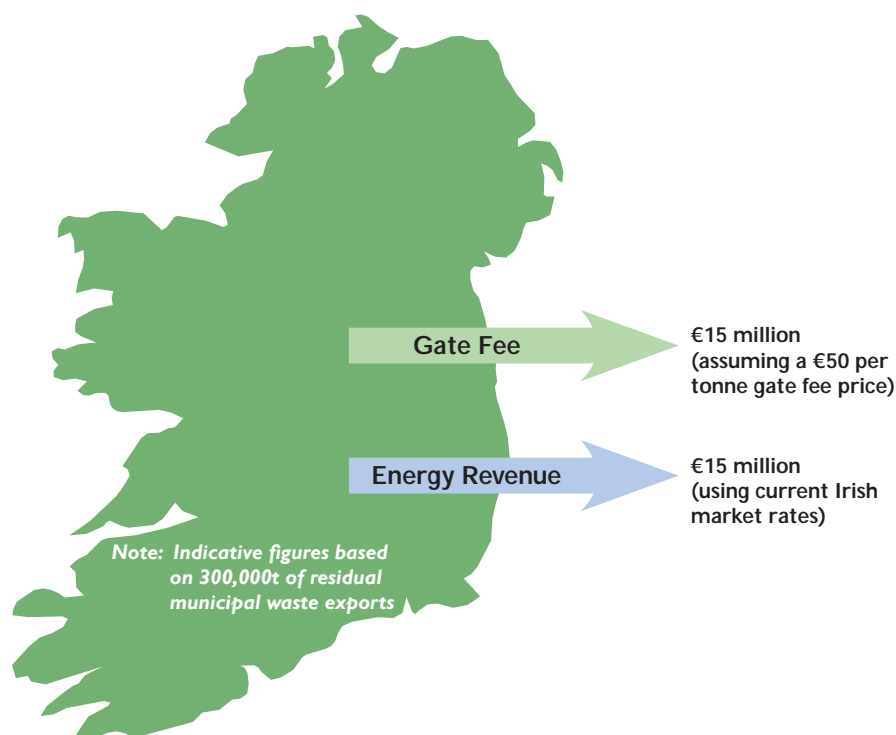 Gate Fee
€15 million
(assuming a €50 per
tonne gate fee price)
Energy Revenue
€15 million
(using current Irish
market rates)
Note: Indicative figures based
on 300,000t of residual
municipal waste exports